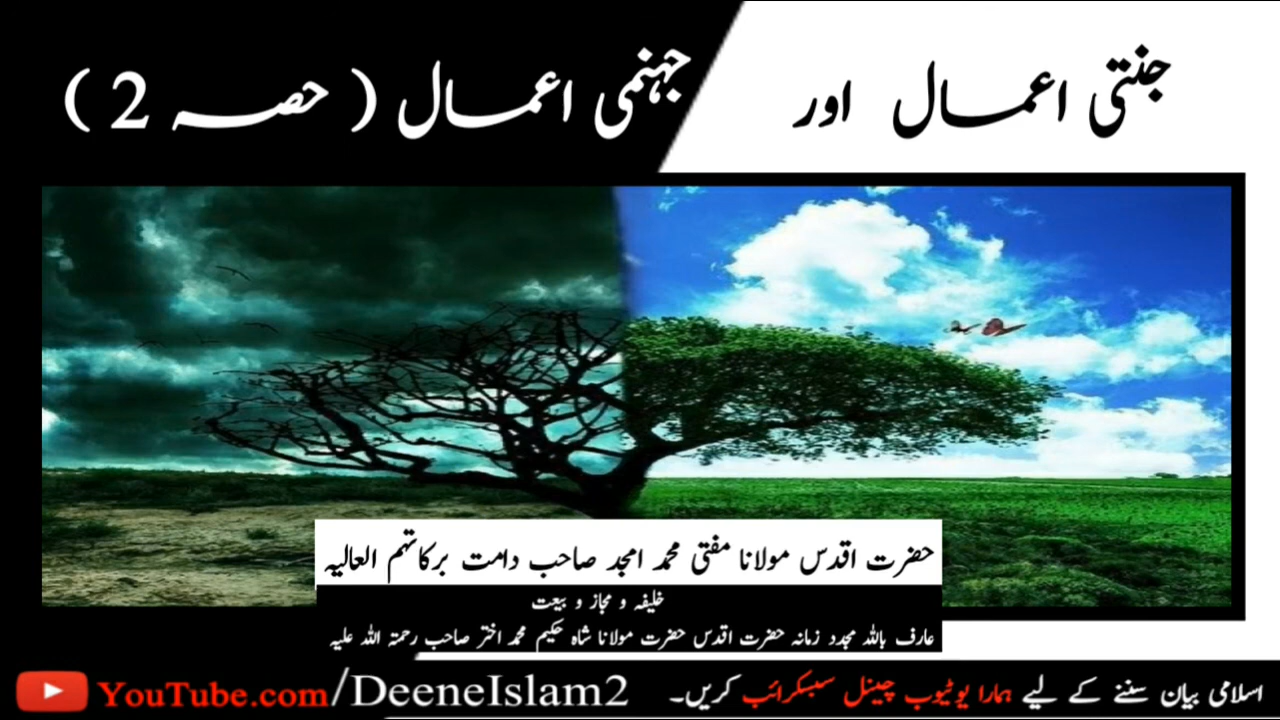 جنتی اعمال اور جہنمی اعمال ( حصہ 2 )
حضرت اقدس مولانا مفتی محمد امجد صاحب دامت برکاتہم العالیہ
خلیفہ و مجاز و بیعت
عارف باللہ مجدد زمانہ حضرت اقدس حضرت مولانا شاہ حکیم محمد اختر صاحب رحمتہ اللہ علیہ
اسلامی بیان سننے کے لیے ہمارا یوٹیوب چینل سبسکرائب کریں۔ YouTube.com/DeeneIslam2